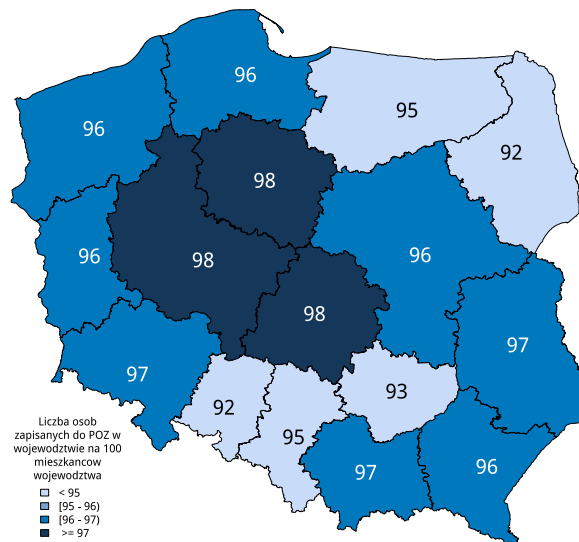 96
95
96
92
98
96
98
96
98
97
97
93
92
95
97
96
Liczba osob
zapisanych do POZ w
wojewodztwie na 100
mieszkancow
wojewodztwa
< 95
[95 - 96)
[96 - 97)
>= 97